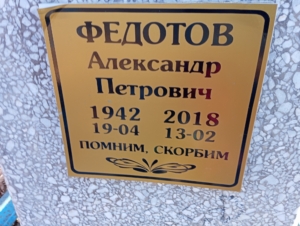 ФЕДОТОВ
Александр
Петрович
1942 2018
19-04 13-02
ПОМНИМ, СКОРБИМ